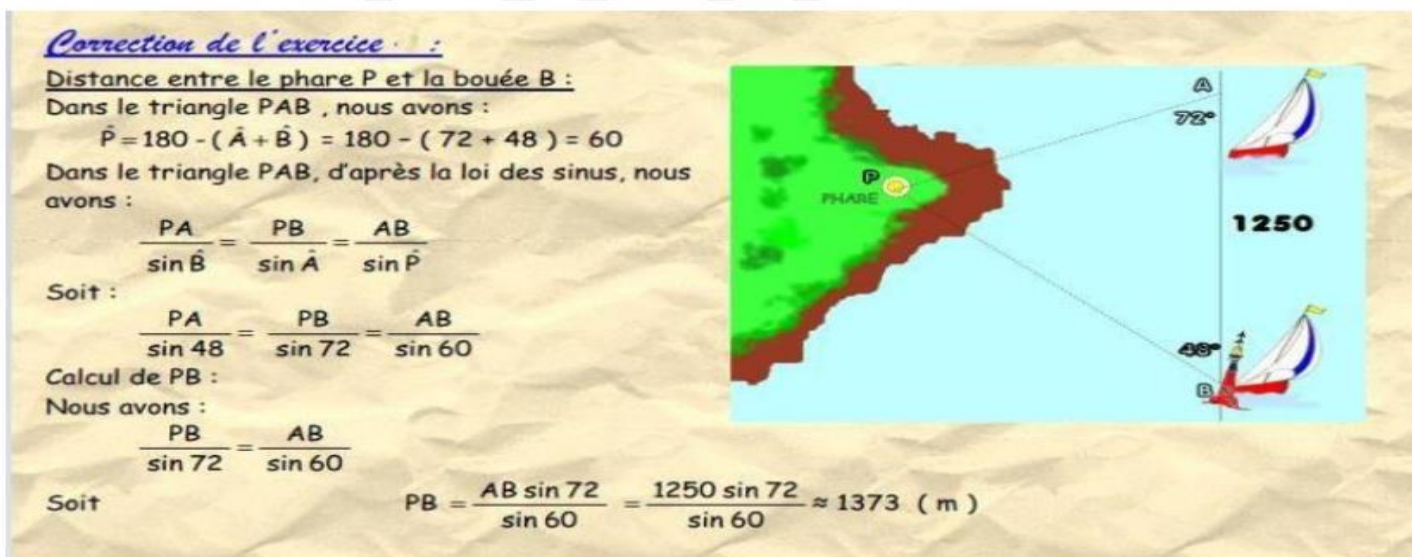 Correction de l'exercice · :
Distance entre le phare P et la bouée B :
Dans le triangle PAB , nous avons :
P̂ = 180 - ( Â + B̂ ) = 180 - ( 72 + 48 ) = 60
Dans le triangle PAB, d'après la loi des sinus, nous
avons :
PA / sin B̂ = PB / sin Â = AB / sin P̂
Soit :
PA / sin 48 = PB / sin 72 = AB / sin 60
Calcul de PB :
Nous avons :
PB / sin 72 = AB / sin 60
Soit PB = AB sin 72 / sin 60 = 1250 sin 72 / sin 60 ≈ 1373 ( m )
A
72°
P
PHARE
1250
48°
B